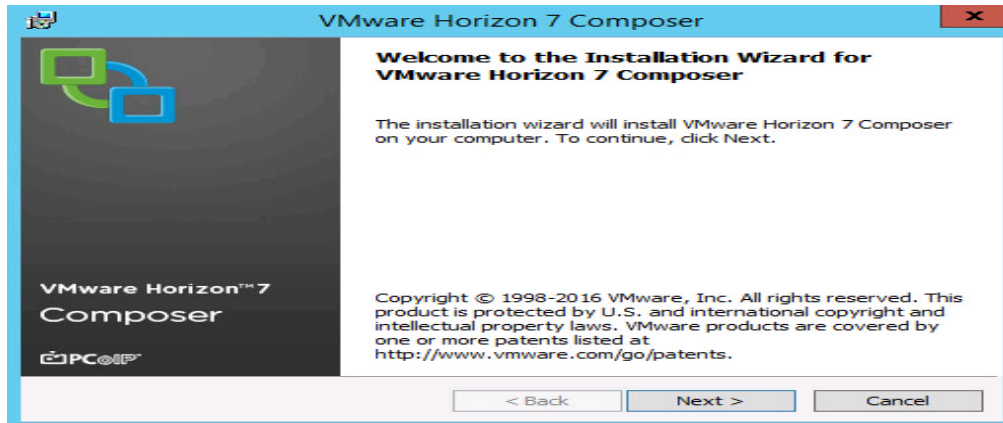 VMware Horizon 7 Composer
x
Welcome to the Installation Wizard for
VMware Horizon 7 Composer
The installation wizard will install VMware Horizon 7 Composer
on your computer. To continue, click Next.
VMware Horizon™ 7
Composer
PCoIP
Copyright © 1998-2016 VMware, Inc. All rights reserved. This
product is protected by U.S. and international copyright and
intellectual property laws. VMware products are covered by
one or more patents listed at
http://www.vmware.com/go/patents.
< Back
Next >
Cancel